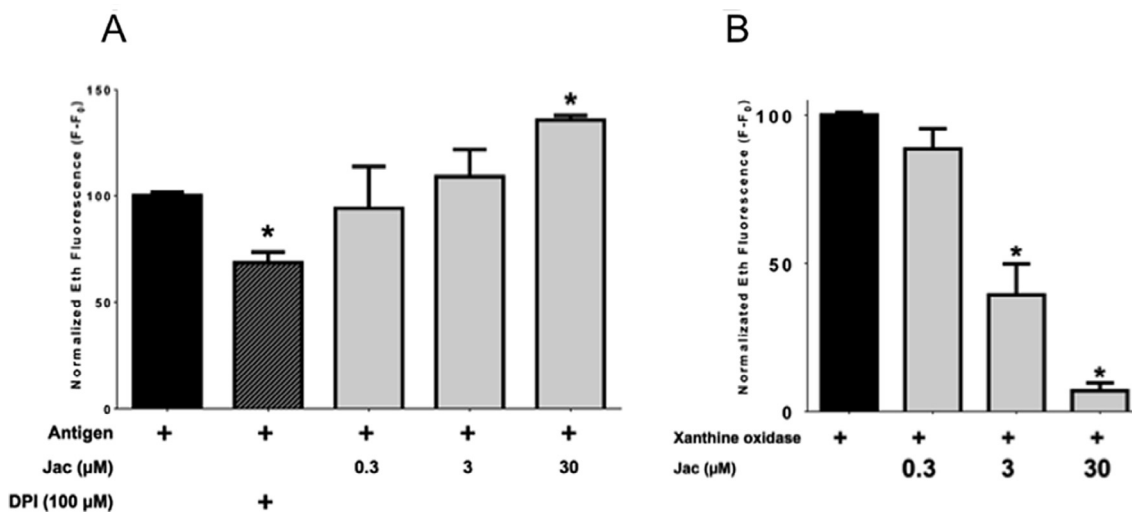 A
Normalized Eth Fluorescence (F-F₀)
150
100
50
0
*
*
Antigen + + + + +
Jac (µM) 0.3 3 30
DPI (100 µM) +
B
Normalizated Eth Fluorescence (F-F₀)
100
50
0
*
*
Xanthine oxidase + + + +
Jac (µM) 0.3 3 30